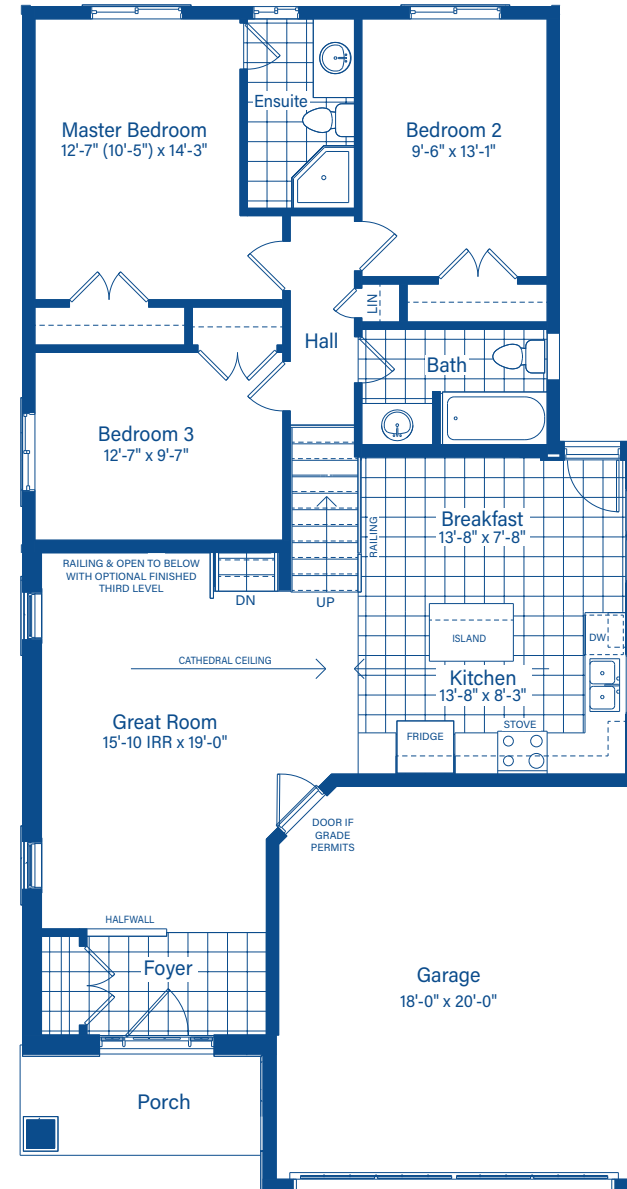 Ensuite
Master Bedroom
12'-7" (10'-5") x 14'-3"
Bedroom 2
9'-6" x 13'-1"
LIN
Hall
Bath
Bedroom 3
12'-7" x 9'-7"
Breakfast
13'-8" x 7'-8"
RAILING
RAILING & OPEN TO BELOW
WITH OPTIONAL FINISHED
THIRD LEVEL
DN
UP
ISLAND
DW
CATHEDRAL CEILING
Kitchen
13'-8" x 8'-3"
Great Room
15'-10 IRR x 19'-0"
STOVE
FRIDGE
DOOR IF
GRADE
PERMITS
HALFWALL
Foyer
Garage
18'-0" x 20'-0"
Porch